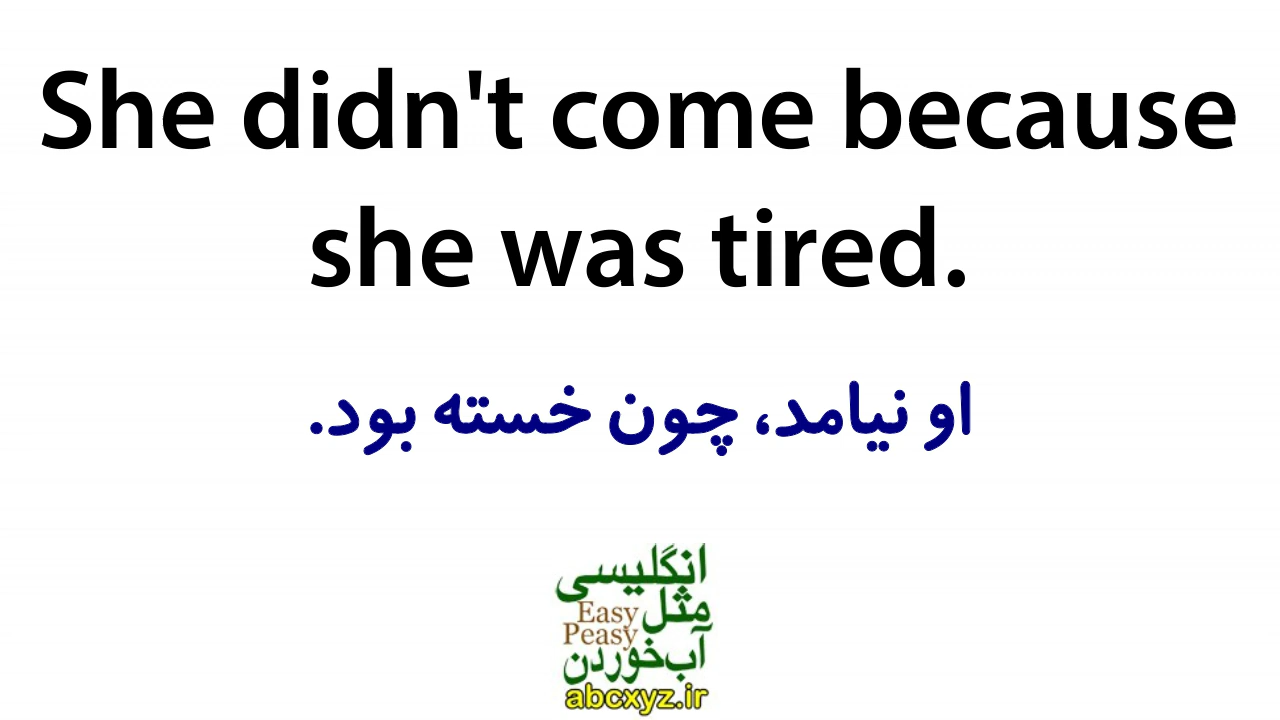 She didn't come because
she was tired.
او نیامد، چون خسته بود.
انگلیسی
مثل Easy
Peasy
آب‌خوردن
abcxyz.ir